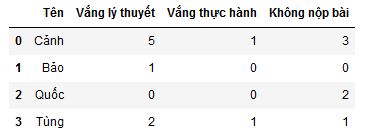 Tên Vắng lý thuyết Vắng thực hành Không nộp bài
0 Cảnh 5 1 3
1 Bảo 1 0 0
2 Quốc 0 0 2
3 Tùng 2 1 1